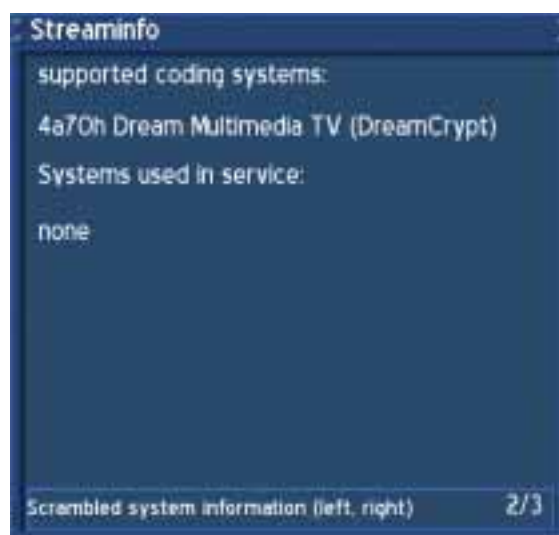 Streaminfo
supported coding systems:
4a70h Dream Multimedia TV (DreamCrypt)
Systems used in service:
none
Scrambled system information (left, right) 2/3